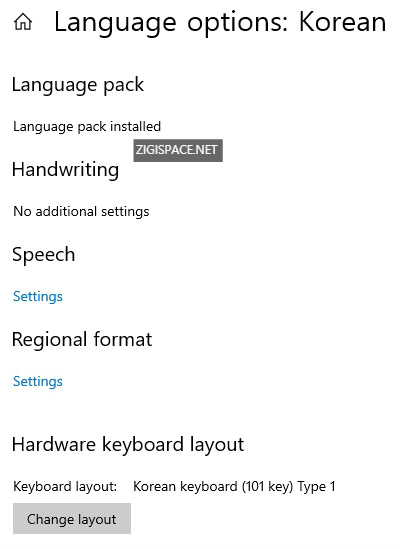 Language options: Korean
Language pack
Language pack installed
ZIGISPACE.NET
Handwriting
No additional settings
Speech
Settings
Regional format
Settings
Hardware keyboard layout
Keyboard layout: Korean keyboard (101 key) Type 1
Change layout